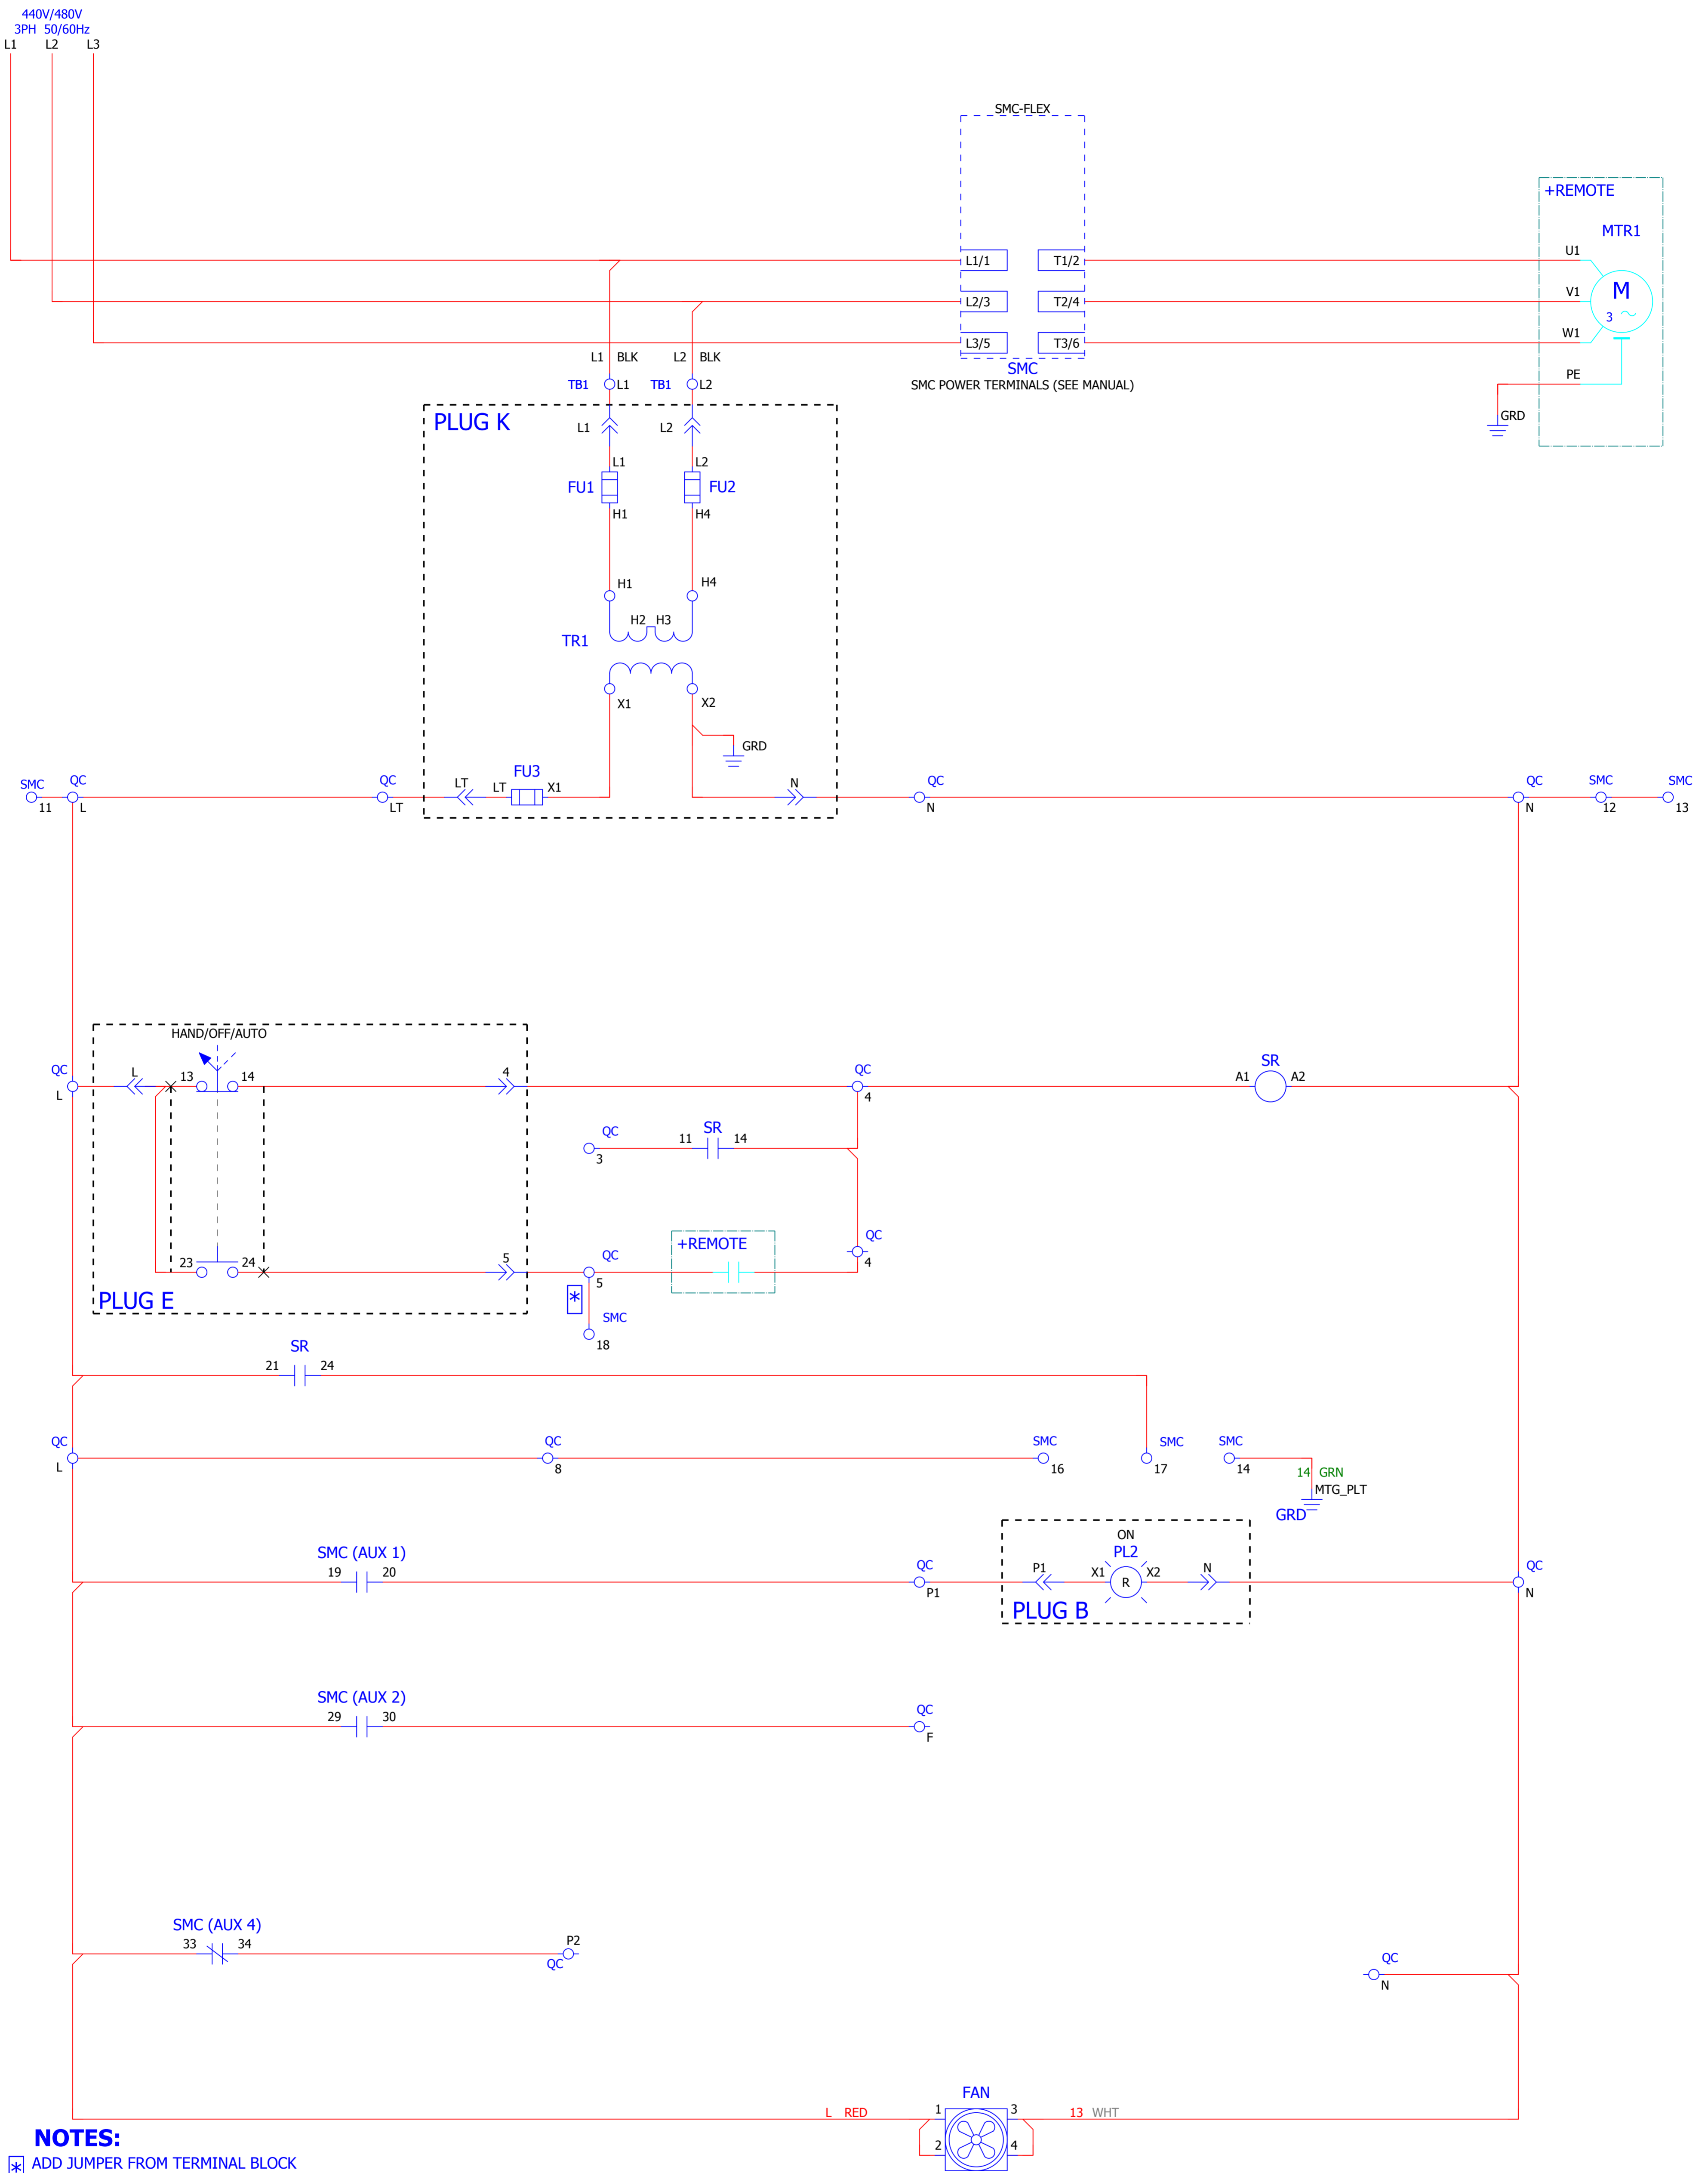 440V/480V
3PH 50/60Hz
L1 L2 L3
SMC-FLEX
+REMOTE
MTR1
L1/1 T1/2 U1
L2/3 T2/4 V1 M
3
L3/5 T3/6 W1
L1 BLK L2 BLK
SMC
SMC POWER TERMINALS (SEE MANUAL)
PE
TB1 L1 TB1 L2
GRD
PLUG K
L1 L2
L1 L2
FU1 FU2
H1 H4
H1 H4
H2 H3
TR1
X1 X2
GRD
SMC QC QC LT LT FU3 X1 N QC QC SMC SMC
11 L LT N N 12 13
HAND/OFF/AUTO
QC L 13 14 4 QC A1 SR A2
L 4
QC 11 SR 14
3
+REMOTE
QC
4
23 24 5 QC
5
PLUG E
*
SMC
18
SR
21 24
QC QC SMC SMC SMC
L 8 16 17 14
14 GRN
MTG_PLT
GRD
ON
PL2
SMC (AUX 1)
19 20 QC P1 X1 R X2 N QC
P1 N
PLUG B
SMC (AUX 2)
29 30 QC
F
SMC (AUX 4)
33 34 P2
QC
QC
N
FAN
L RED 1 3 13 WHT
2 4
NOTES:
* ADD JUMPER FROM TERMINAL BLOCK